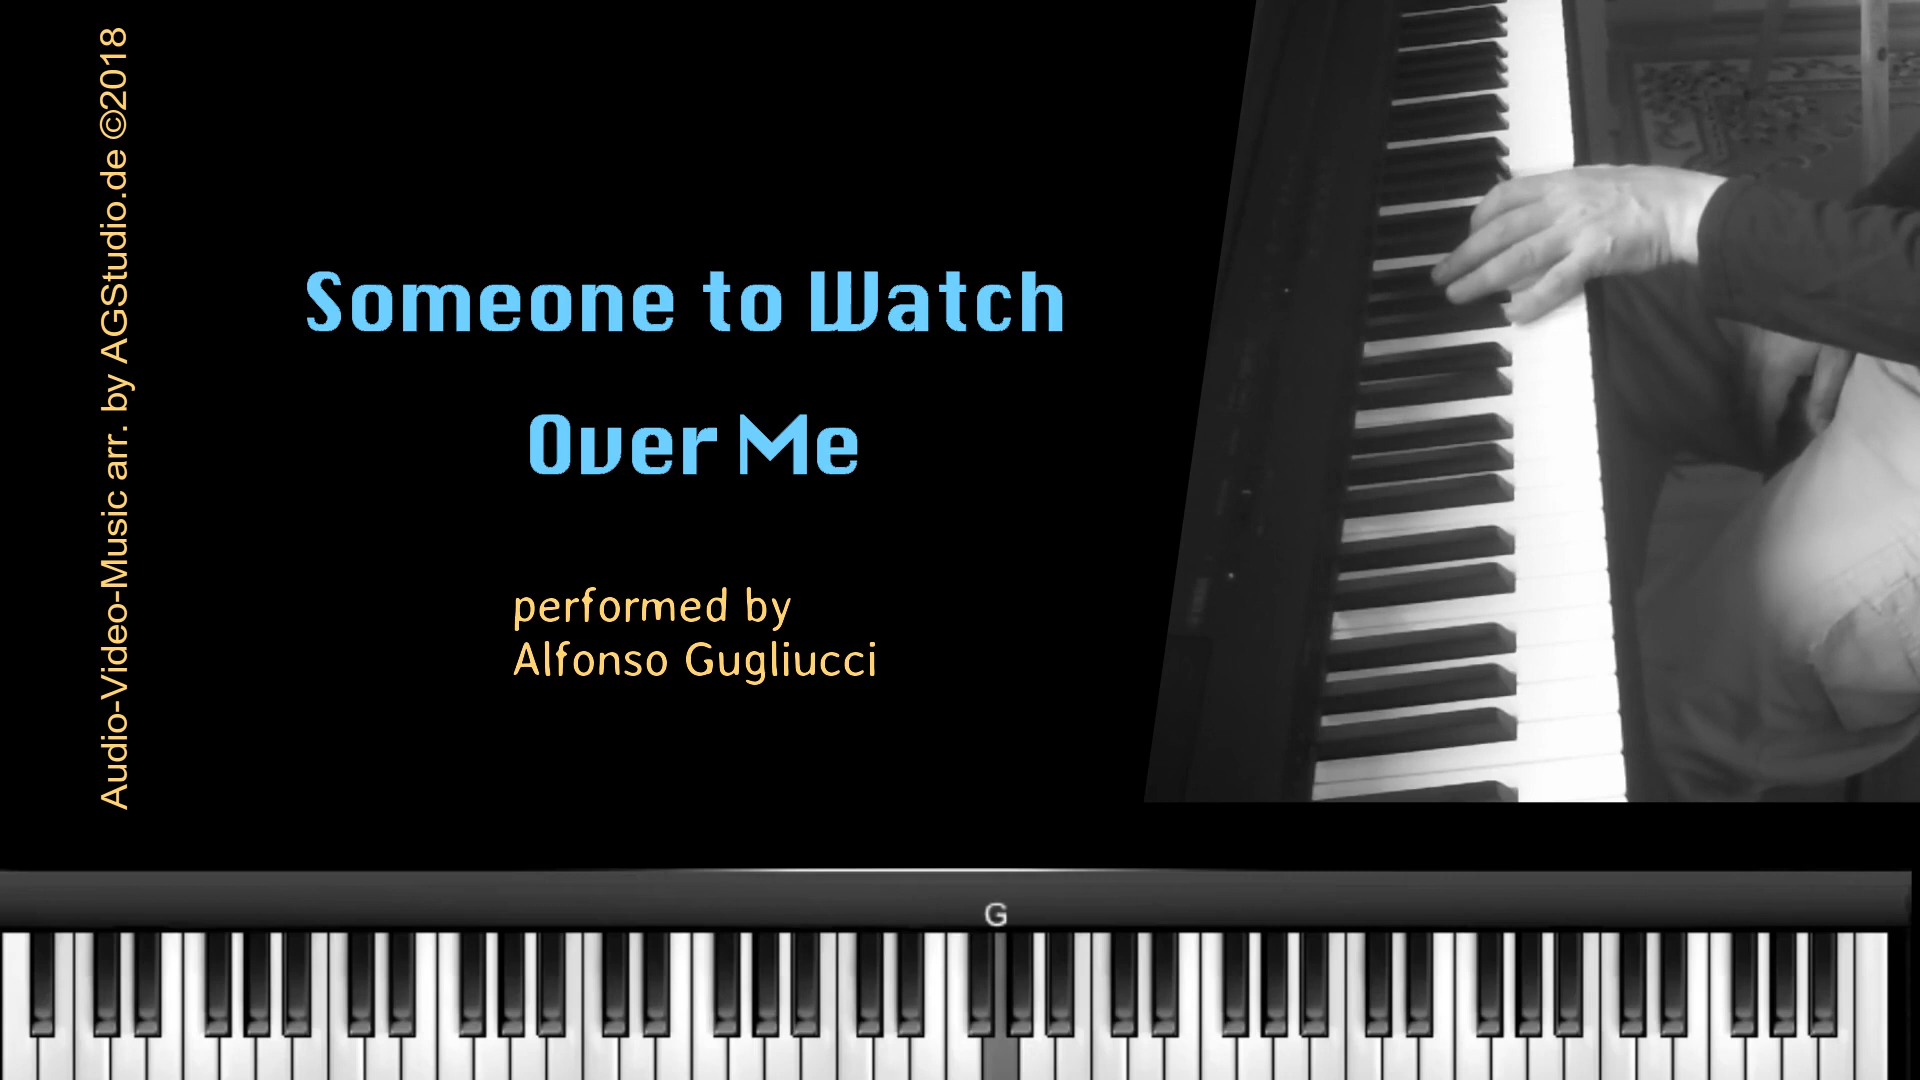 Audio-Video-Music arr. by AGStudio.de ©2018
Someone to Watch
Over Me
performed by
Alfonso Gugliucci
G